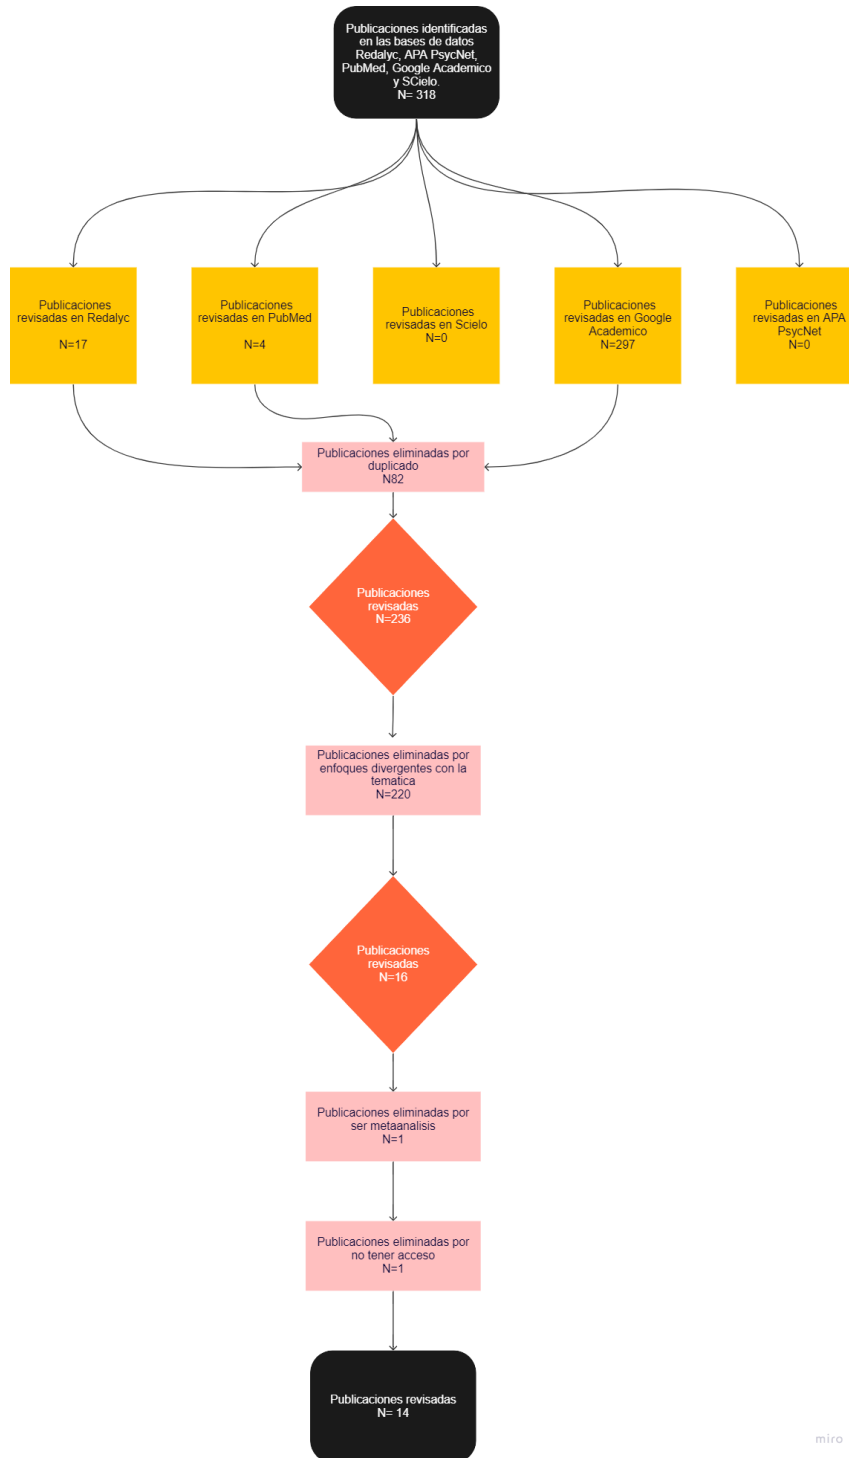 Publicaciones identificadas
en las bases de datos
Redalyc, APA PsycNet,
PubMed, Google Academico
y SCielo.
N= 318
Publicaciones
revisadas en Redalyc
N=17
Publicaciones
revisadas en PubMed
N=4
Publicaciones
revisadas en Scielo
N=0
Publicaciones
revisadas en Google
Academico
N=297
Publicaciones
revisadas en APA
PsycNet
N=0
Publicaciones eliminadas por
duplicado
N82
Publicaciones
revisadas
N=236
Publicaciones eliminadas por
enfoques divergentes con la
tematica
N=220
Publicaciones
revisadas
N=16
Publicaciones eliminadas por
ser metaanalisis
N=1
Publicaciones eliminadas por
no tener acceso
N=1
Publicaciones revisadas
N= 14
miro